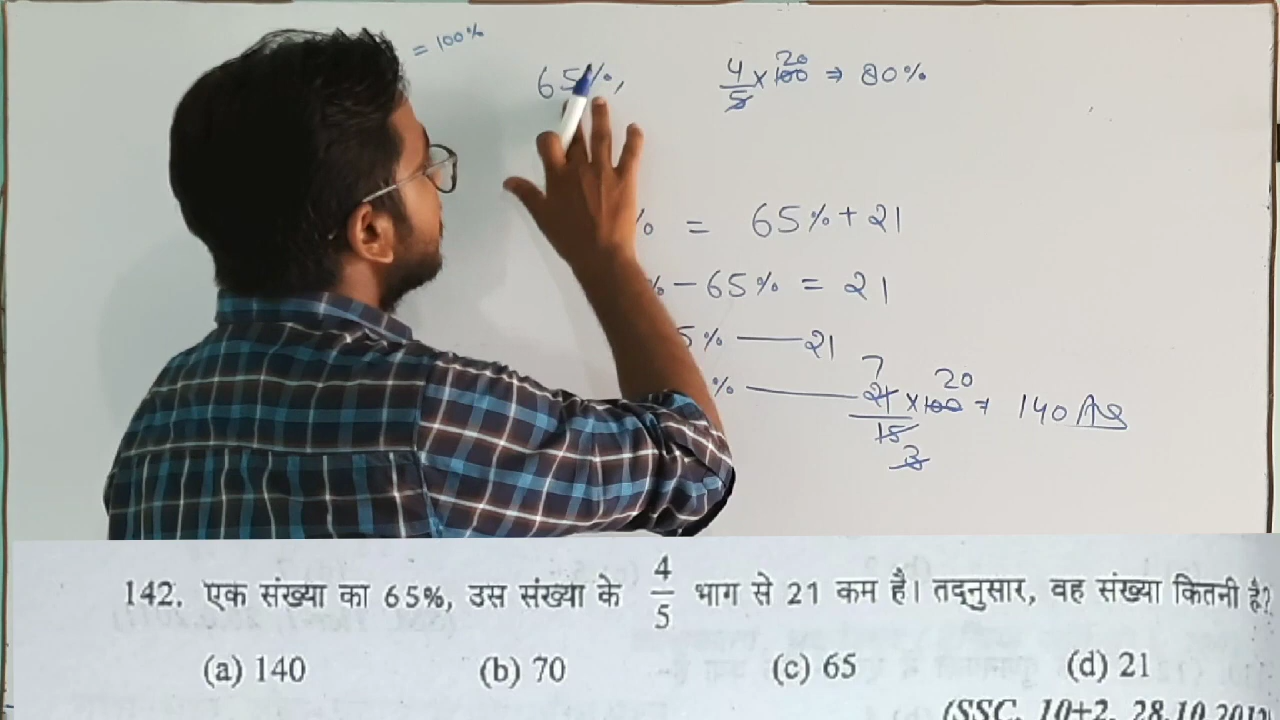 = 100%
65%, 4/5 × 100 20 ⇒ 80%
% = 65% + 21
% - 65% = 21
5% — 21
% — 7 21/15 3 × 100 20 → 140 Ans
142. एक संख्या का 65%, उस संख्या के 4/5 भाग से 21 कम है। तद्नुसार, वह संख्या कितनी है?
(a) 140 (b) 70 (c) 65 (d) 21
(SSC, 10+2, 28.10.2012)